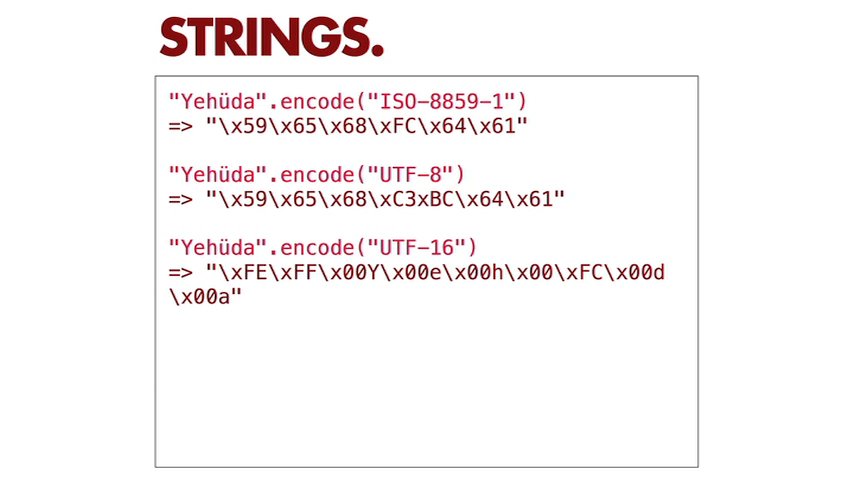 STRINGS.
"Yehüda".encode("ISO-8859-1")
=> "\x59\x65\x68\xFC\x64\x61"
"Yehüda".encode("UTF-8")
=> "\x59\x65\x68\xC3xBC\x64\x61"
"Yehüda".encode("UTF-16")
=> "\xFE\xFF\x00Y\x00e\x00h\x00\xFC\x00d
\x00a"